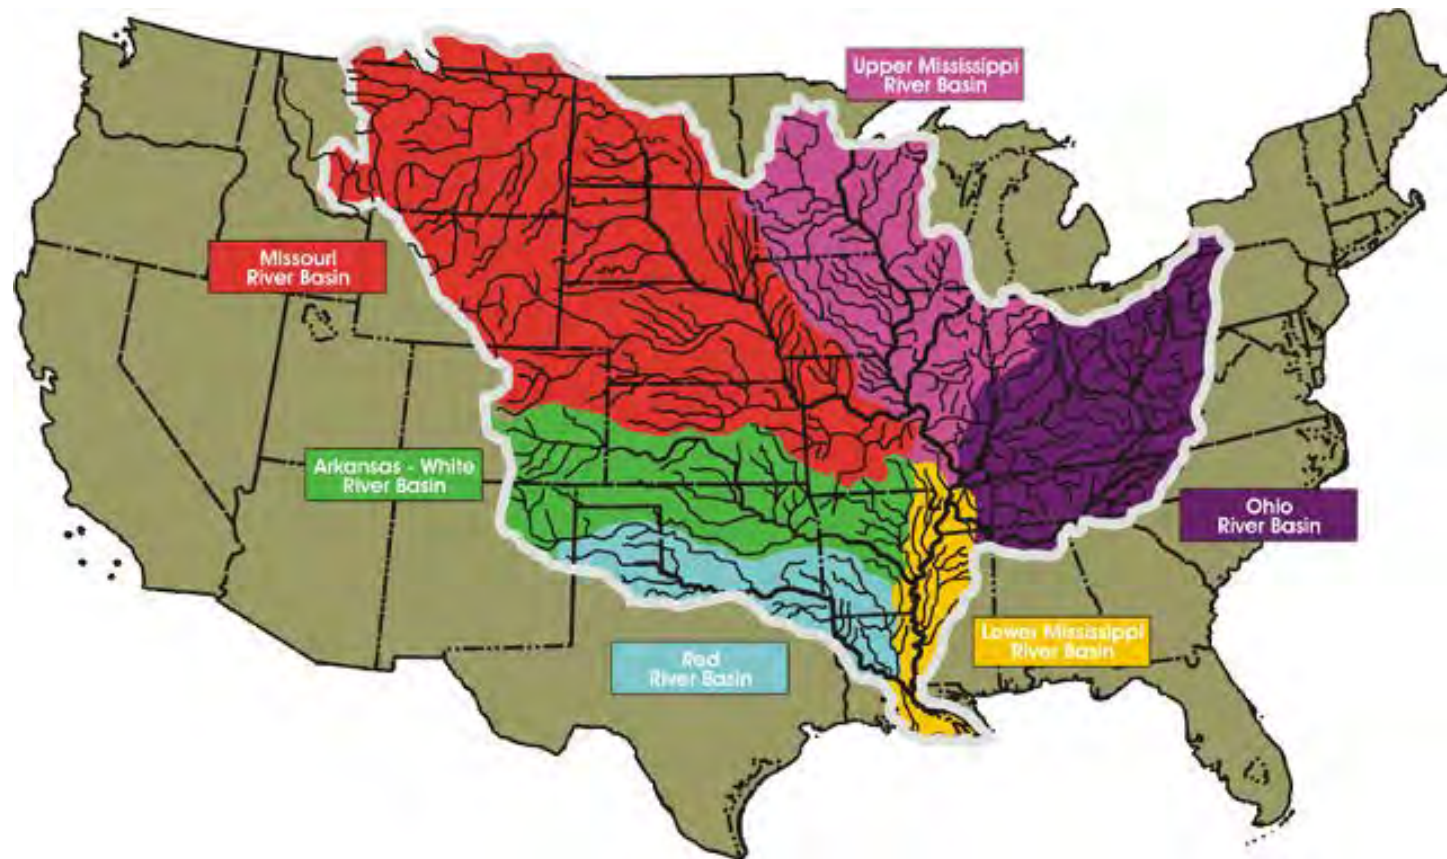 Upper Mississippi
River Basin
Missouri
River Basin
Arkansas - White
River Basin
Ohio
River Basin
Lower Mississippi
River Basin
Red
River Basin